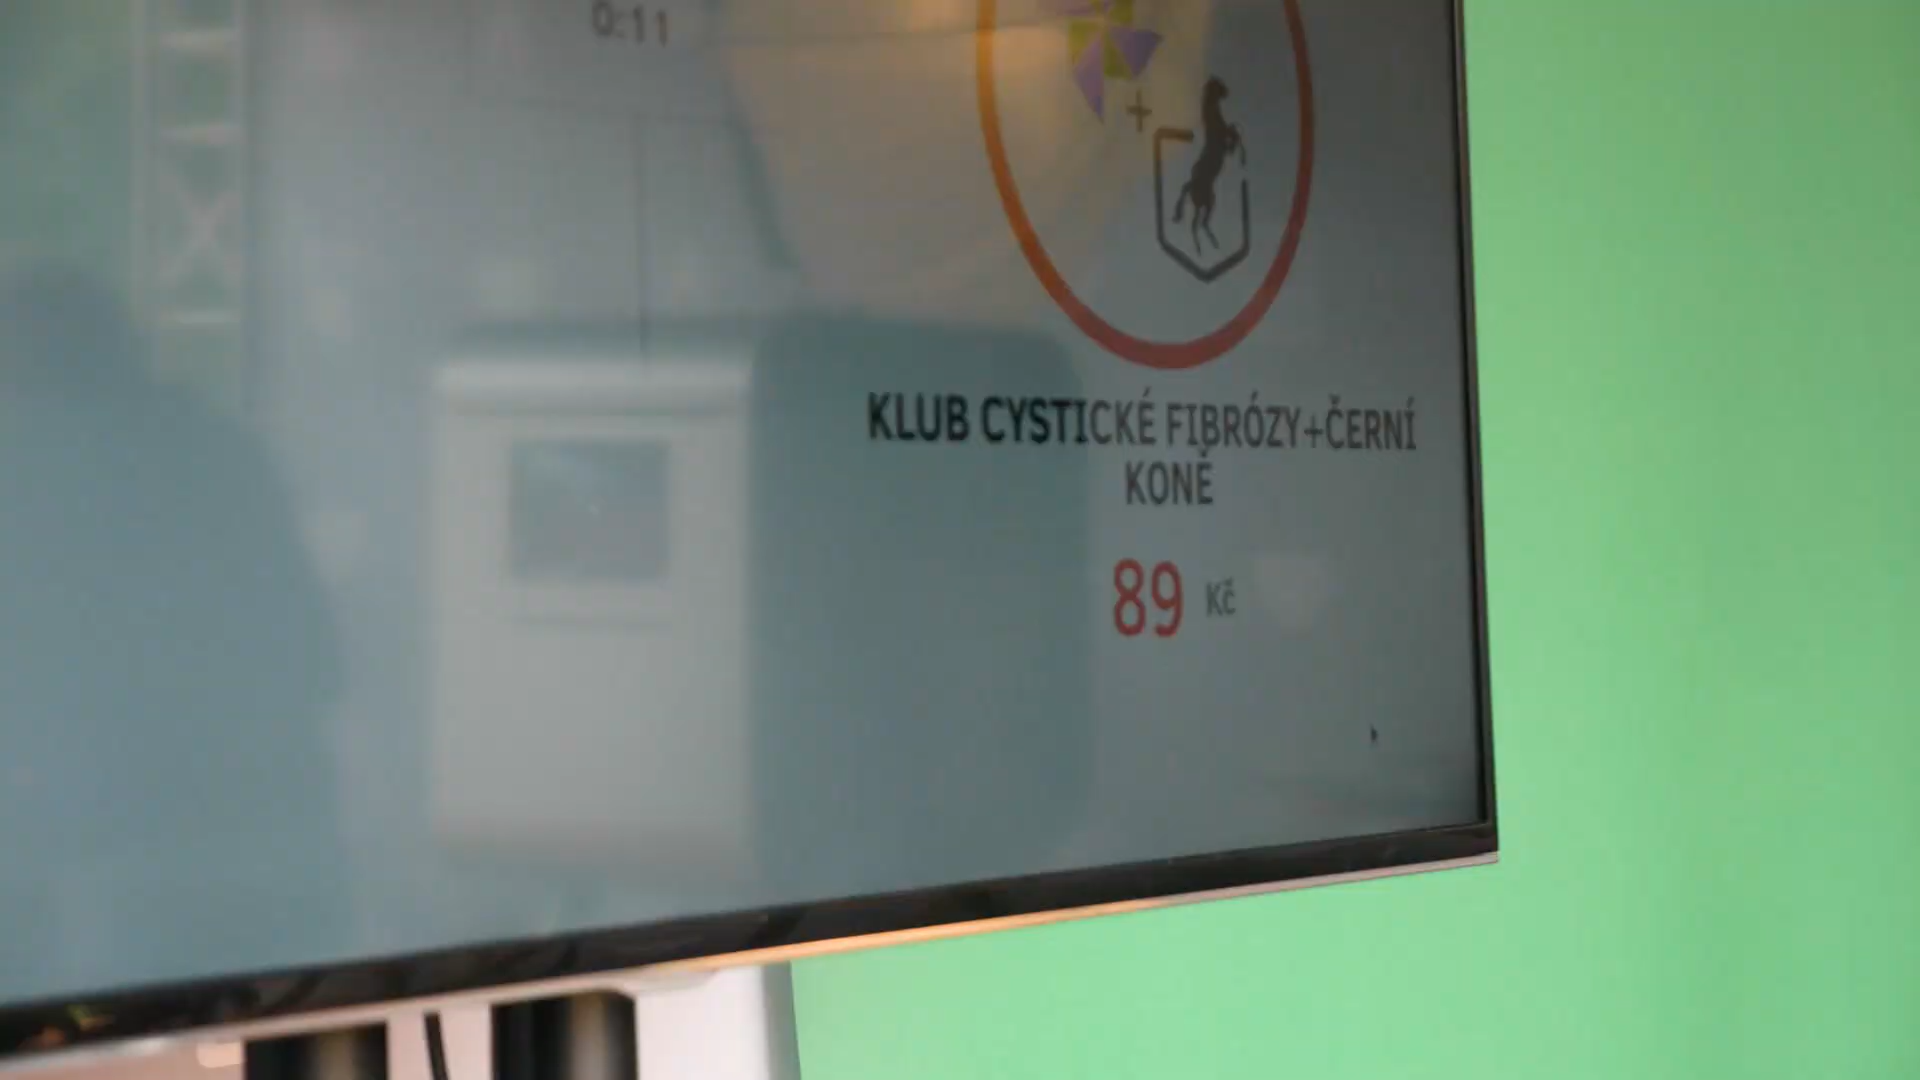 0:11
+
KLUB CYSTICKÉ FIBRÓZY+ČERNÍ
KONĚ
89 Kč